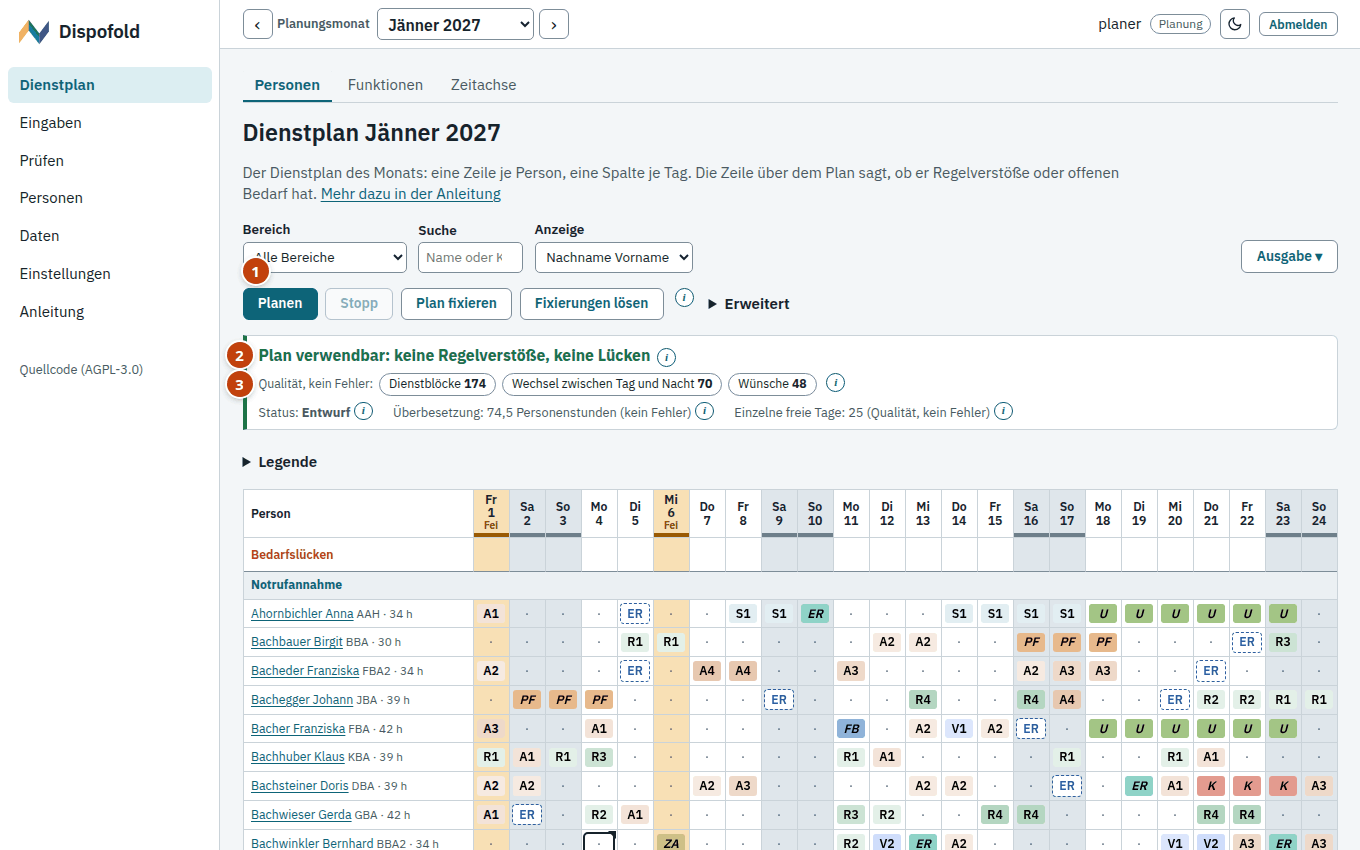 Dispofold
‹ Planungsmonat Jänner 2027 ›
planer Planung Abmelden
Dienstplan
Eingaben
Prüfen
Personen
Daten
Einstellungen
Anleitung
Quellcode (AGPL-3.0)
Personen Funktionen Zeitachse
Dienstplan Jänner 2027
Der Dienstplan des Monats: eine Zeile je Person, eine Spalte je Tag. Die Zeile über dem Plan sagt, ob er Regelverstöße oder offenen
Bedarf hat. Mehr dazu in der Anleitung
Bereich Suche Anzeige
Alle Bereiche Name oder K Nachname Vorname Ausgabe ▾
1
Planen Stopp Plan fixieren Fixierungen lösen i ▶ Erweitert
2 Plan verwendbar: keine Regelverstöße, keine Lücken i
3 Qualität, kein Fehler: Dienstblöcke 174 Wechsel zwischen Tag und Nacht 70 Wünsche 48 i
Status: Entwurf i Überbesetzung: 74,5 Personenstunden (kein Fehler) i Einzelne freie Tage: 25 (Qualität, kein Fehler) i
▶ Legende
Person Fr 1 Fei Sa 2 So 3 Mo 4 Di 5 Mi 6 Fei Do 7 Fr 8 Sa 9 So 10 Mo 11 Di 12 Mi 13 Do 14 Fr 15 Sa 16 So 17 Mo 18 Di 19 Mi 20 Do 21 Fr 22 Sa 23 So 24
Bedarfslücken
Notrufannahme
Ahornbichler Anna AAH · 34 h A1 · · · ER · · S1 S1 ER · · · S1 S1 S1 S1 U U U U U U ·
Bachbauer Birgit BBA · 30 h · · · · R1 R1 · · · · · A2 A2 · · PF PF PF · · · ER R3 ·
Bacheder Franziska FBA2 · 34 h A2 · · · ER · A4 A4 · · A3 · · · · A2 A3 A3 · · ER · · ·
Bachegger Johann JBA · 39 h · PF PF PF · · · · ER · · · R4 · · R4 A4 · · ER R2 R2 R1 R1
Bacher Franziska FBA · 42 h A3 · · A1 · · · · · · FB · A2 V1 A2 ER · U U U U U U ·
Bachhuber Klaus KBA · 39 h R1 A1 R1 R3 · · · · · · R1 A1 · · · · R1 · · R1 A1 · · ·
Bachsteiner Doris DBA · 39 h A2 A2 · · · · A2 A3 · · · · A2 A2 · · ER · ER A1 K K K A3
Bachwieser Gerda GBA · 42 h A1 ER · R2 A1 · · · · · R3 R2 · · R4 R4 · · · · R4 R4 · ·
Bachwinkler Bernhard BBA2 · 34 h · · · · · ZA · · · · R2 V2 ER A2 · · · · · V1 V2 A3 ER A3